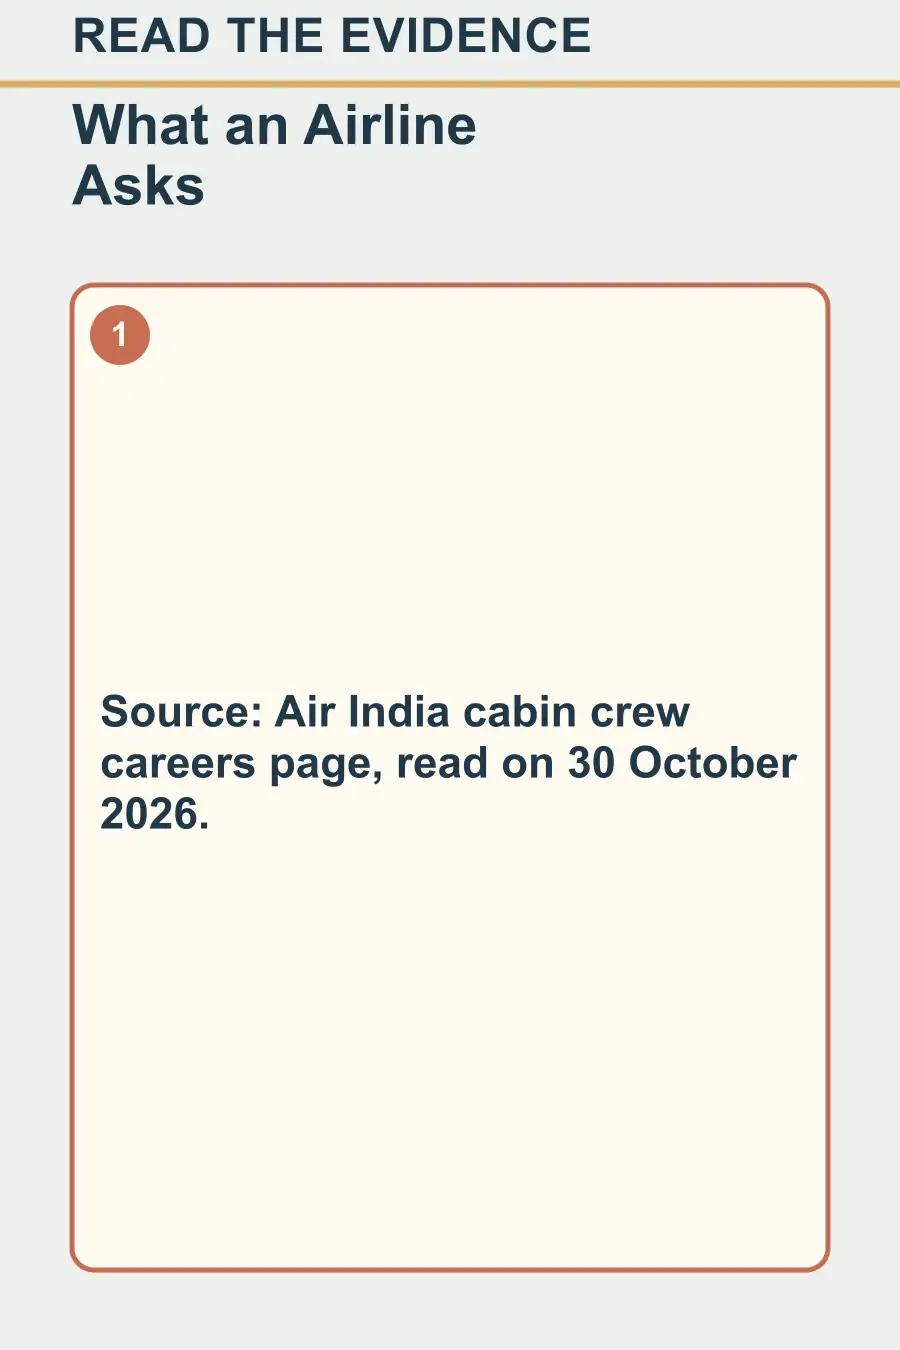 READ THE EVIDENCE
What an Airline
Asks
1
Source: Air India cabin crew
careers page, read on 30 October
2026.